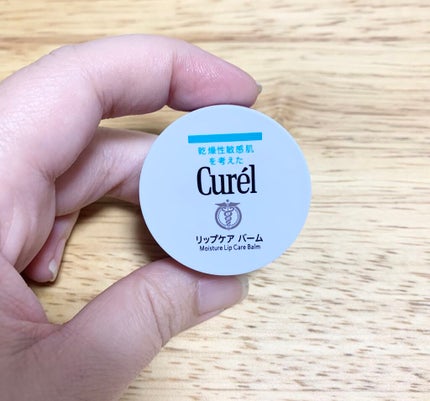 乾燥性敏感肌
を考えた
Curél
リップケア バーム
Moisture Lip Care Balm